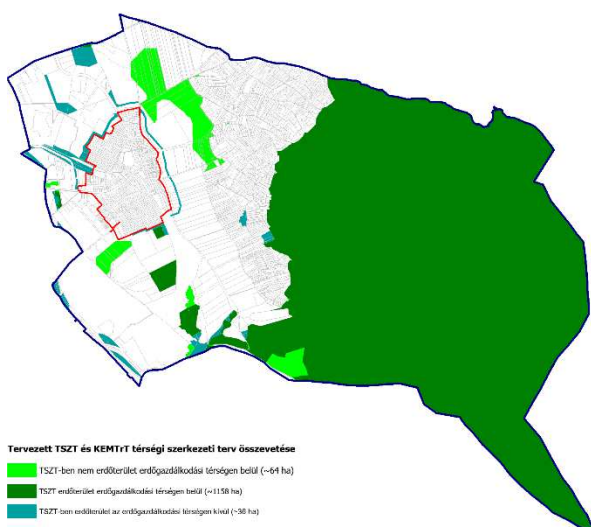 Tervezett TSZT és KEMTrT térségi szerkezeti terv összevetése
TSZT-ben nem erdőterület erdőgazdálkodási térségen belül (~64 ha)
TSZT erdőterület erdőgazdálkodási térségen belül (~1158 ha)
TSZT-ben erdőterület az erdőgazdálkodási térségen kívül (~36 ha)